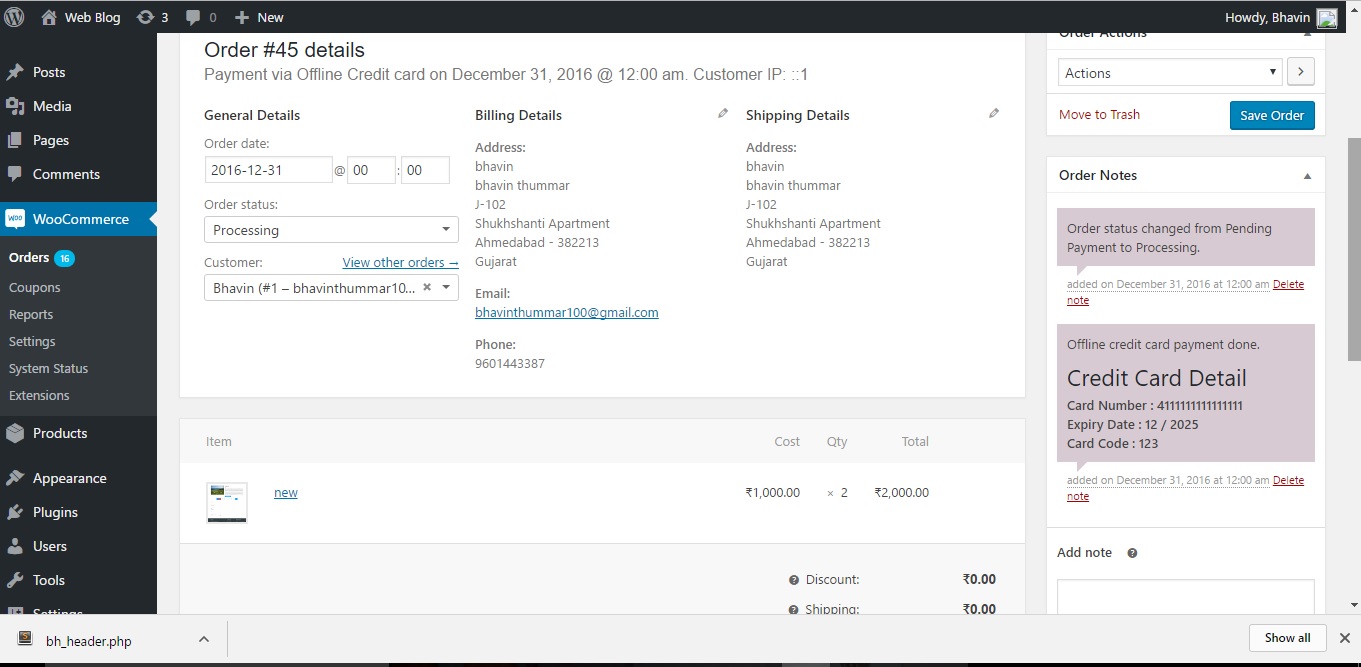 Web Blog 3 0 New Howdy, Bhavin
Posts
Media
Pages
Comments
WOO WooCommerce
Orders 16
Coupons
Reports
Settings
System Status
Extensions
Products
Appearance
Plugins
Users
Tools
Settings
Order #45 details
Payment via Offline Credit card on December 31, 2016 @ 12:00 am. Customer IP: ::1
General Details
Order date:
2016-12-31 @ 00 : 00
Order status:
Processing
Customer: View other orders →
Bhavin (#1 – bhavinthummar10... ×
Billing Details
Address:
bhavin
bhavin thummar
J-102
Shukhshanti Apartment
Ahmedabad - 382213
Gujarat
Email:
bhavinthummar100@gmail.com
Phone:
9601443387
Shipping Details
Address:
bhavin
bhavin thummar
J-102
Shukhshanti Apartment
Ahmedabad - 382213
Gujarat
Item Cost Qty Total
new ₹1,000.00 × 2 ₹2,000.00
Discount: ₹0.00
Shipping: ₹0.00
Order Actions
Actions
Move to Trash Save Order
Order Notes
Order status changed from Pending
Payment to Processing.
added on December 31, 2016 at 12:00 am Delete
note
Offline credit card payment done.
Credit Card Detail
Card Number : 4111111111111111
Expiry Date : 12 / 2025
Card Code : 123
added on December 31, 2016 at 12:00 am Delete
note
Add note
bh_header.php
Show all